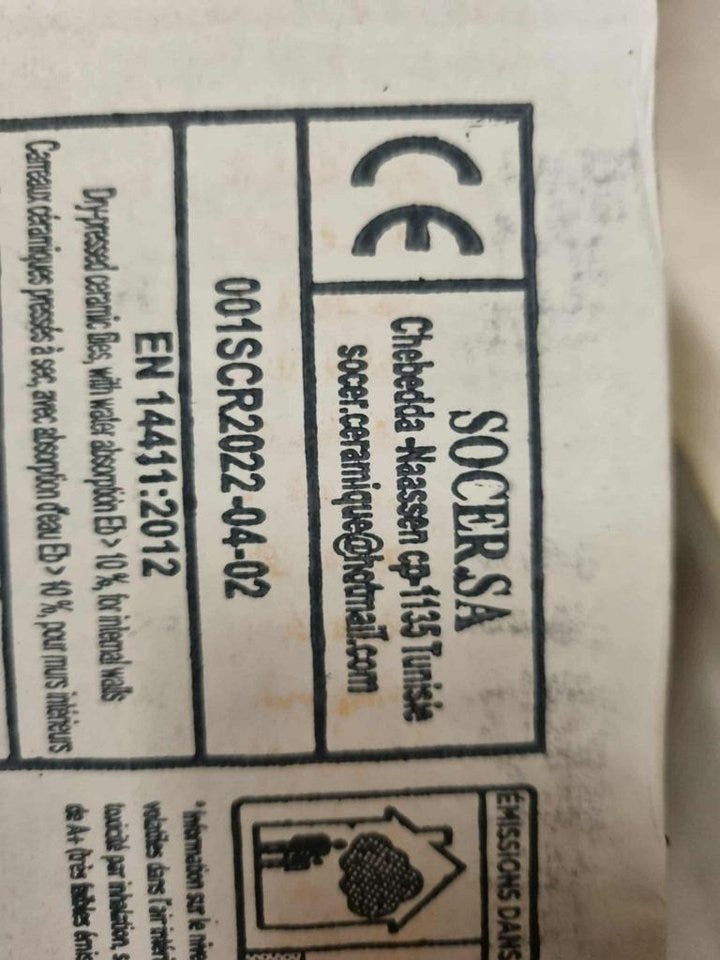 CE
SOCER SA
Chebedda -Naassen cp-1135 Tunisie
socer.ceramique@hotmail.com
001SCR2022-04-02
EN 14411:2012
Dry-pressed ceramic tiles, with water absorption Eb > 10 %, for internal walls
Carreaux céramiques pressés à sec, avec absorption d'eau Eb > 10 %, pour murs intérieurs
ÉMISSIONS DANS
*Information sur le
volatiles dans l'air
toxicité par inhalation,
de A+ (très faibles